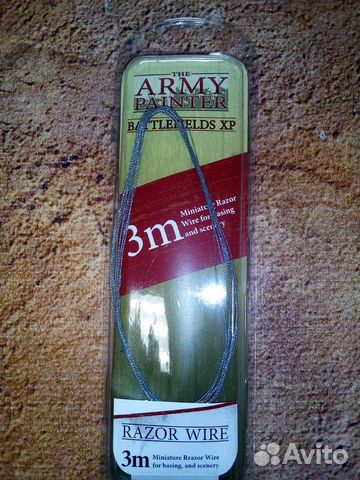 THE
ARMY
PAINTER
BATTLEFIELDS XP
3m
Miniature Razor
Wire for basing
and scenery
RAZOR WIRE
3m
Miniature Rrazor Wire
for basing, and scenery
Avito